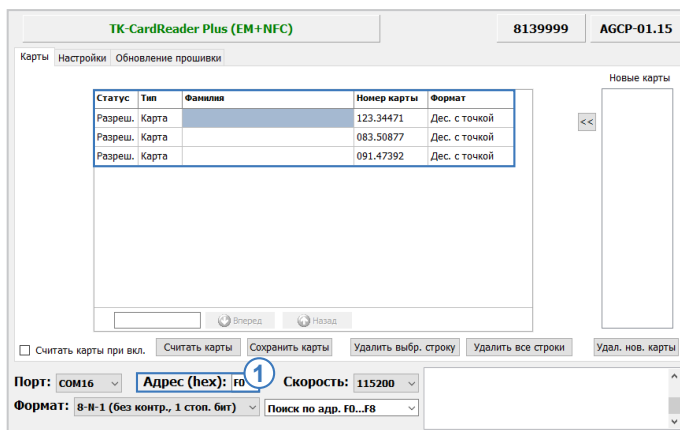 TK-CardReader Plus (EM+NFC) 8139999 AGCP-01.15
Карты Настройки Обновление прошивки
Новые карты
Статус Тип Фамилия Номер карты Формат
Разреш. Карта 123.34471 Дес. с точкой
Разреш. Карта 083.50877 Дес. с точкой
Разреш. Карта 091.47392 Дес. с точкой
<<
Вперед Назад
Считать карты при вкл. Считать карты Сохранить карты Удалить выбр. строку Удалить все строки Удал. нов. карты
Порт: COM16 Адрес (hex): F0 1 Скорость: 115200
Формат: 8-N-1 (без контр., 1 стоп. бит) Поиск по адр. F0...F8